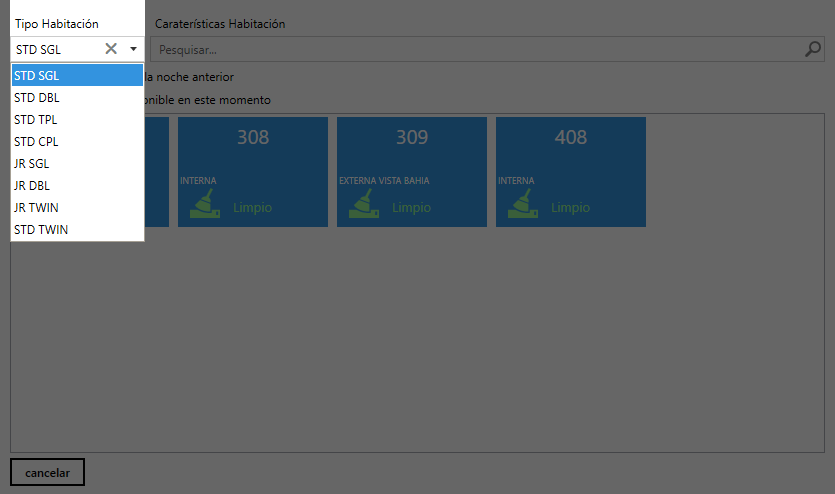 Tipo Habitación
Caraterísticas Habitación
STD SGL
Pesquisar...
STD SGL
STD DBL
STD TPL
STD CPL
JR SGL
JR DBL
JR TWIN
STD TWIN
la noche anterior
en este momento
308
INTERNA
Limpio
309
EXTERNA VISTA BAHIA
Limpio
408
INTERNA
Limpio
cancelar